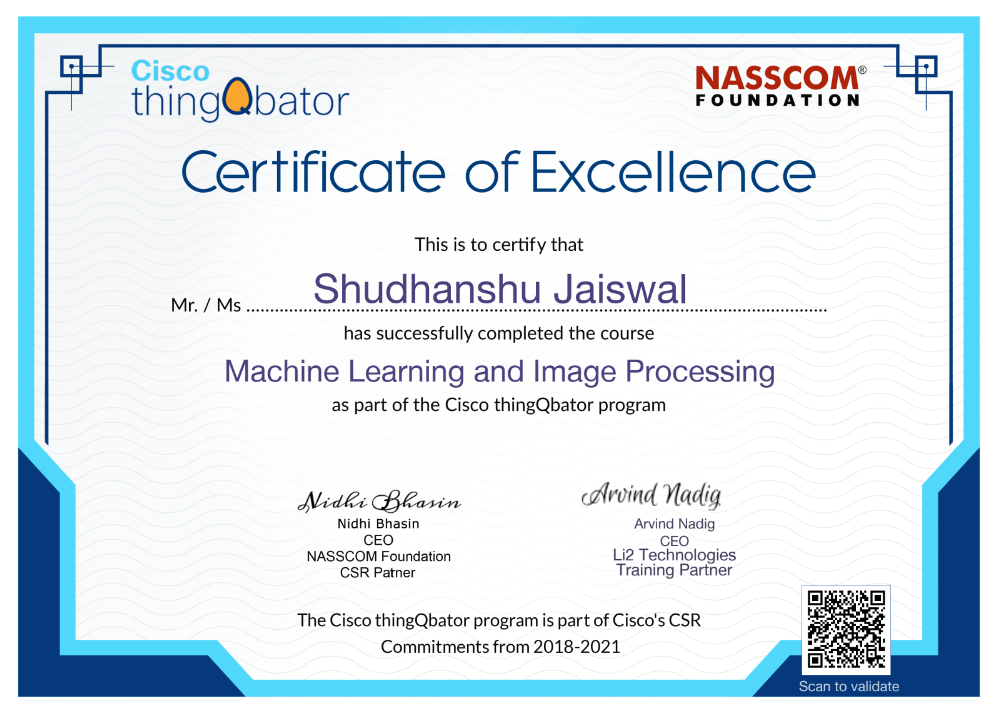 Cisco
thingQbator
NASSCOM®
FOUNDATION
Certificate of Excellence
This is to certify that
Mr. / Ms ........ Shudhanshu Jaiswal ........
has successfully completed the course
Machine Learning and Image Processing
as part of the Cisco thingQbator program
Nidhi Bhasin
Nidhi Bhasin
CEO
NASSCOM Foundation
CSR Patner
Arvind Nadig
Arvind Nadig
CEO
Li2 Technologies
Training Partner
The Cisco thingQbator program is part of Cisco's CSR
Commitments from 2018-2021
Scan to validate